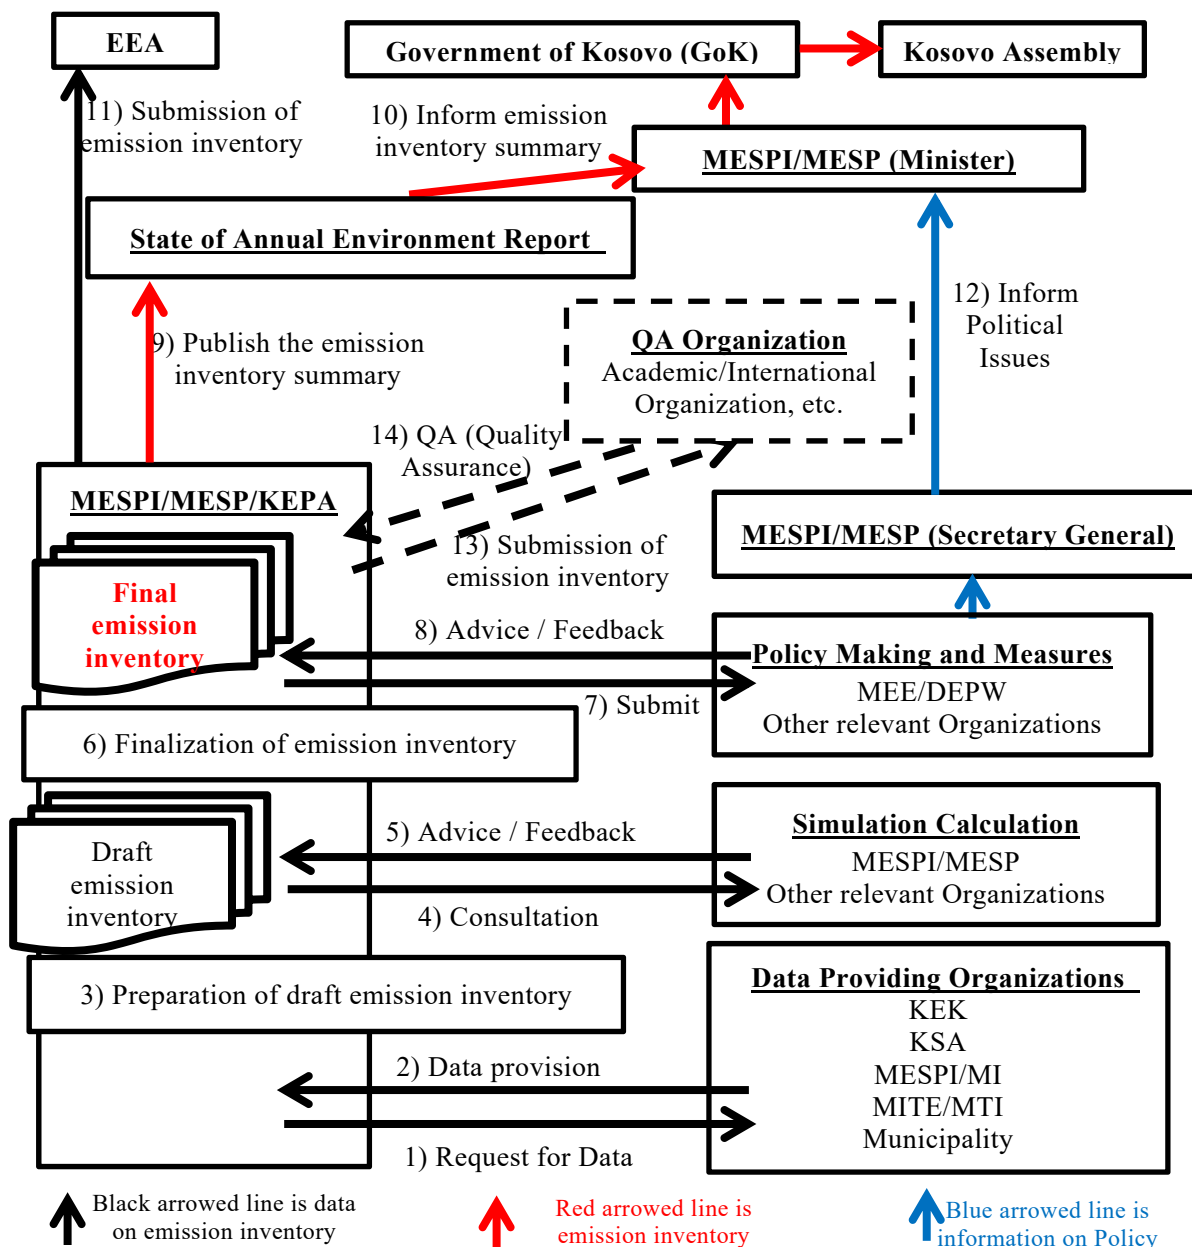 EEA
Government of Kosovo (GoK)
Kosovo Assembly
11) Submission of
emission inventory
10) Inform emission
inventory summary
MESPI/MESP (Minister)
State of Annual Environment Report
12) Inform
Political
Issues
9) Publish the emission
inventory summary
QA Organization
Academic/International
Organization, etc.
14) QA (Quality
Assurance)
MESPI/MESP/KEPA
13) Submission of
emission inventory
MESPI/MESP (Secretary General)
Final
emission
inventory
8) Advice / Feedback
7) Submit
Policy Making and Measures
MEE/DEPW
Other relevant Organizations
6) Finalization of emission inventory
Draft
emission
inventory
5) Advice / Feedback
4) Consultation
Simulation Calculation
MESPI/MESP
Other relevant Organizations
3) Preparation of draft emission inventory
Data Providing Organizations
KEK
KSA
MESPI/MI
MITE/MTI
Municipality
2) Data provision
1) Request for Data
Black arrowed line is data
on emission inventory
Red arrowed line is
emission inventory
Blue arrowed line is
information on Policy